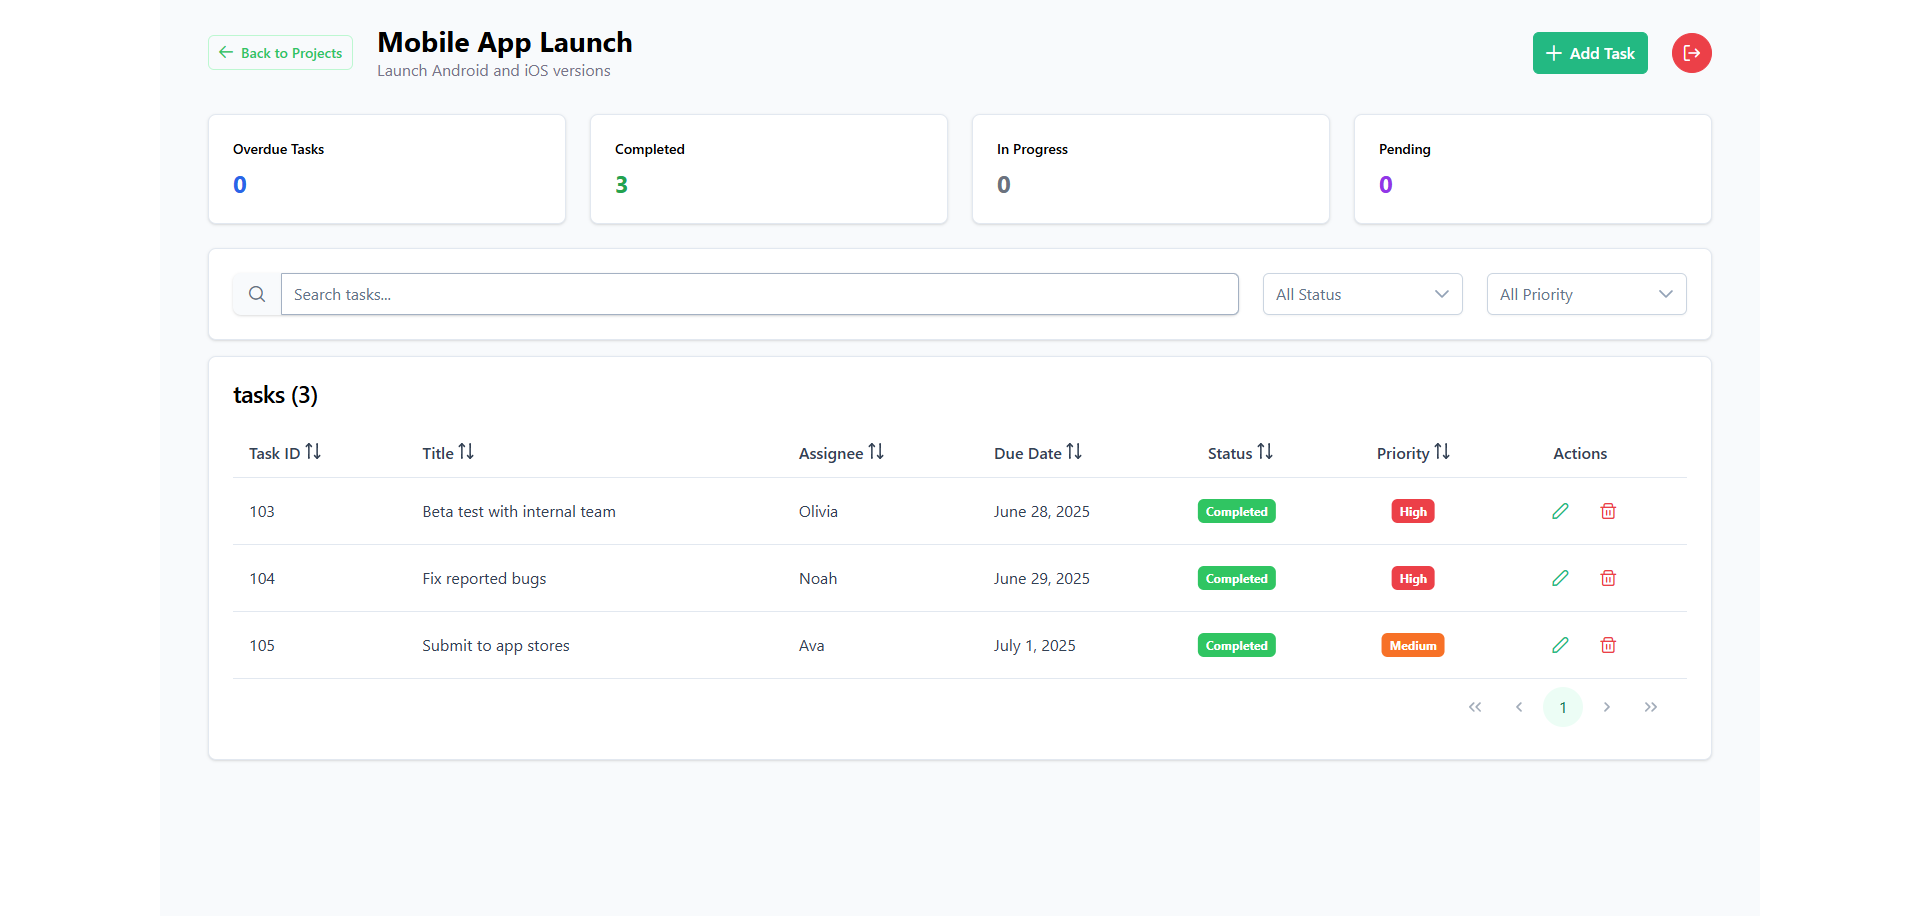 Back to Projects
Mobile App Launch
Launch Android and iOS versions
Add Task
Overdue Tasks
0
Completed
3
In Progress
0
Pending
0
Search tasks...
All Status
All Priority
tasks (3)
Task ID Title Assignee Due Date Status Priority Actions
103 Beta test with internal team Olivia June 28, 2025 Completed High
104 Fix reported bugs Noah June 29, 2025 Completed High
105 Submit to app stores Ava July 1, 2025 Completed Medium
1